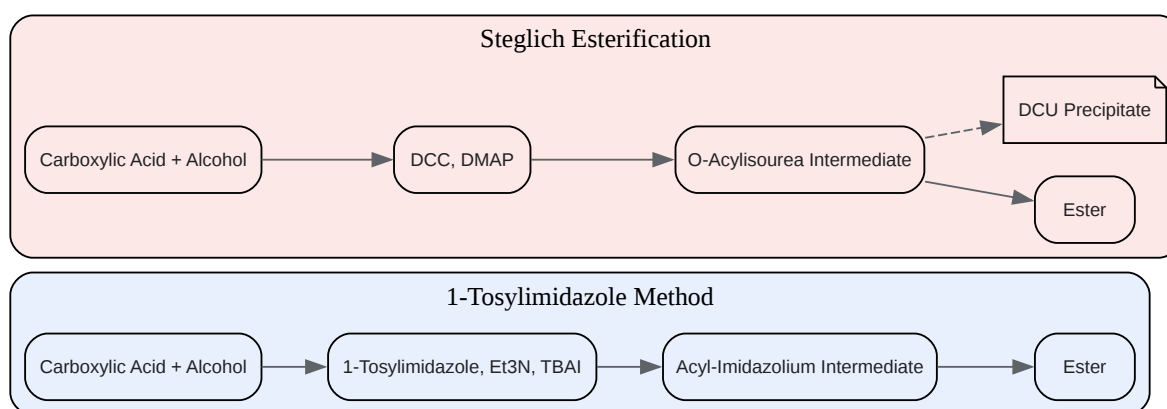 Steglich Esterification
Carboxylic Acid + Alcohol
DCC, DMAP
O-Acylisourea Intermediate
DCU Precipitate
Ester
1-Tosylimidazole Method
Carboxylic Acid + Alcohol
1-Tosylimidazole, Et3N, TBAI
Acyl-Imidazolium Intermediate
Ester